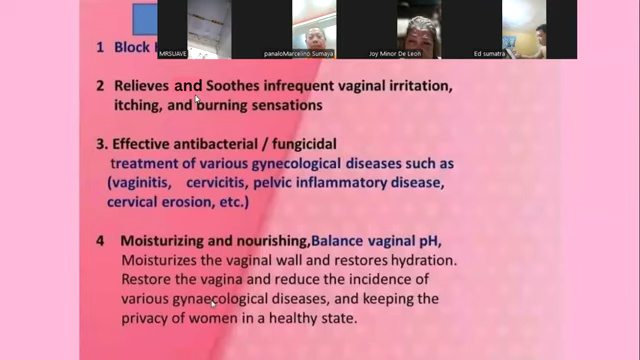 MRSUAVE
panaloMarcelino Sumaya
Joy Minor De Leon
Ed sumatra
1 Block
2 Relieves and Soothes infrequent vaginal irritation,
itching, and burning sensations
3. Effective antibacterial / fungicidal
treatment of various gynecological diseases such as
(vaginitis, cervicitis, pelvic inflammatory disease,
cervical erosion, etc.)
4 Moisturizing and nourishing,Balance vaginal pH,
Moisturizes the vaginal wall and restores hydration.
Restore the vagina and reduce the incidence of
various gynaecological diseases, and keeping the
privacy of women in a healthy state.